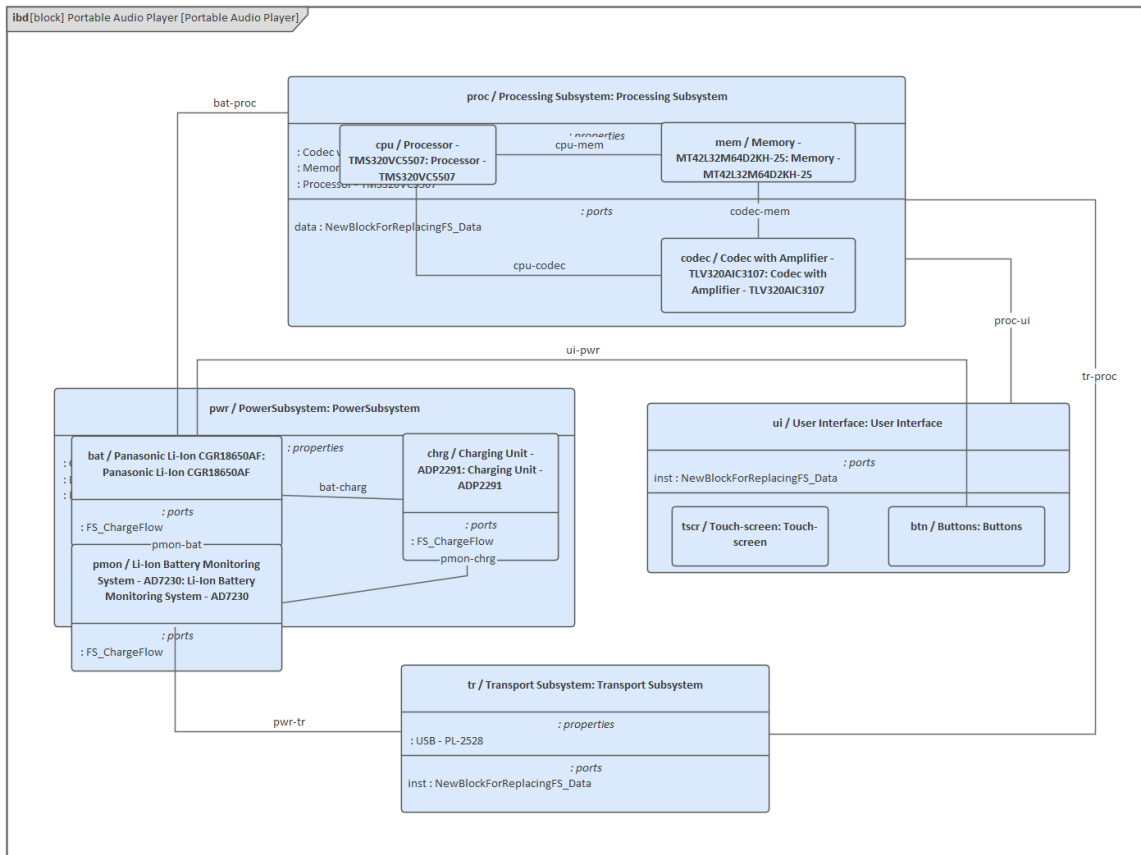 ibd[block] Portable Audio Player [Portable Audio Player]
bat-proc
proc / Processing Subsystem: Processing Subsystem
: properties
: Codec
: Memor
: Processor - TMS320VC5507
cpu / Processor -
TMS320VC5507: Processor -
TMS320VC5507
cpu-mem
mem / Memory -
MT42L32M64D2KH-25: Memory -
MT42L32M64D2KH-25
: ports
data : NewBlockForReplacingFS_Data
codec-mem
cpu-codec
codec / Codec with Amplifier -
TLV320AIC3107: Codec with
Amplifier - TLV320AIC3107
proc-ui
ui-pwr
tr-proc
pwr / PowerSubsystem: PowerSubsystem
: properties
bat / Panasonic Li-Ion CGR18650AF:
Panasonic Li-Ion CGR18650AF
: ports
: FS_ChargeFlow
bat-charg
chrg / Charging Unit -
ADP2291: Charging Unit -
ADP2291
: ports
: FS_ChargeFlow
pmon-bat
pmon-chrg
pmon / Li-Ion Battery Monitoring
System - AD7230: Li-Ion Battery
Monitoring System - AD7230
: ports
: FS_ChargeFlow
ui / User Interface: User Interface
: ports
inst : NewBlockForReplacingFS_Data
tscr / Touch-screen: Touch-
screen
btn / Buttons: Buttons
pwr-tr
tr / Transport Subsystem: Transport Subsystem
: properties
: USB - PL-2528
: ports
inst : NewBlockForReplacingFS_Data